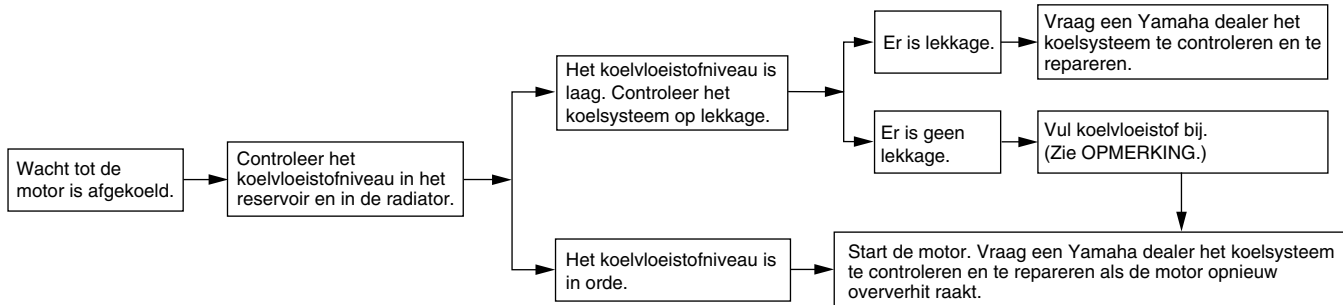 Wacht tot de
motor is afgekoeld.
Controleer het
koelvloeistofniveau in het
reservoir en in de radiator.
Het koelvloeistofniveau is
laag. Controleer het
koelsysteem op lekkage.
Er is lekkage.
Vraag een Yamaha dealer het
koelsysteem te controleren en te
repareren.
Er is geen
lekkage.
Vul koelvloeistof bij.
(Zie OPMERKING.)
Het koelvloeistofniveau is
in orde.
Start de motor. Vraag een Yamaha dealer het koelsysteem
te controleren en te repareren als de motor opnieuw
oververhit raakt.